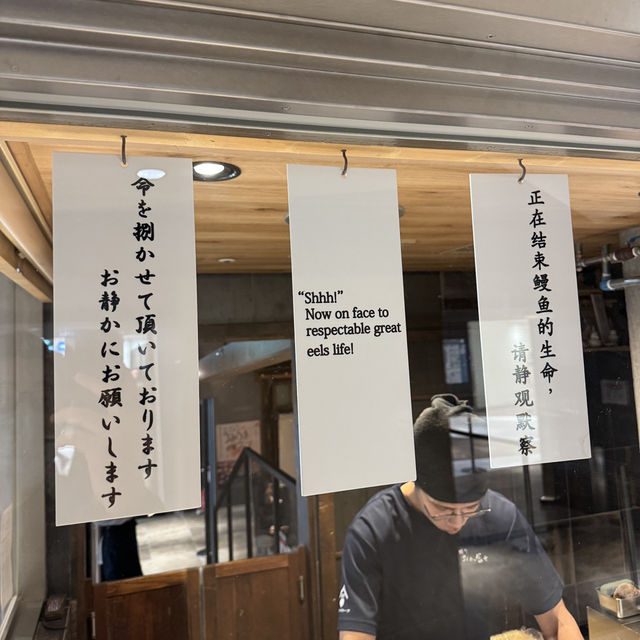 命を捌かせて頂いております
お静かにお願いします
“Shhh!”
Now on face to
respectable great
eels life!
正在结束鳗鱼的生命，
请静观默察